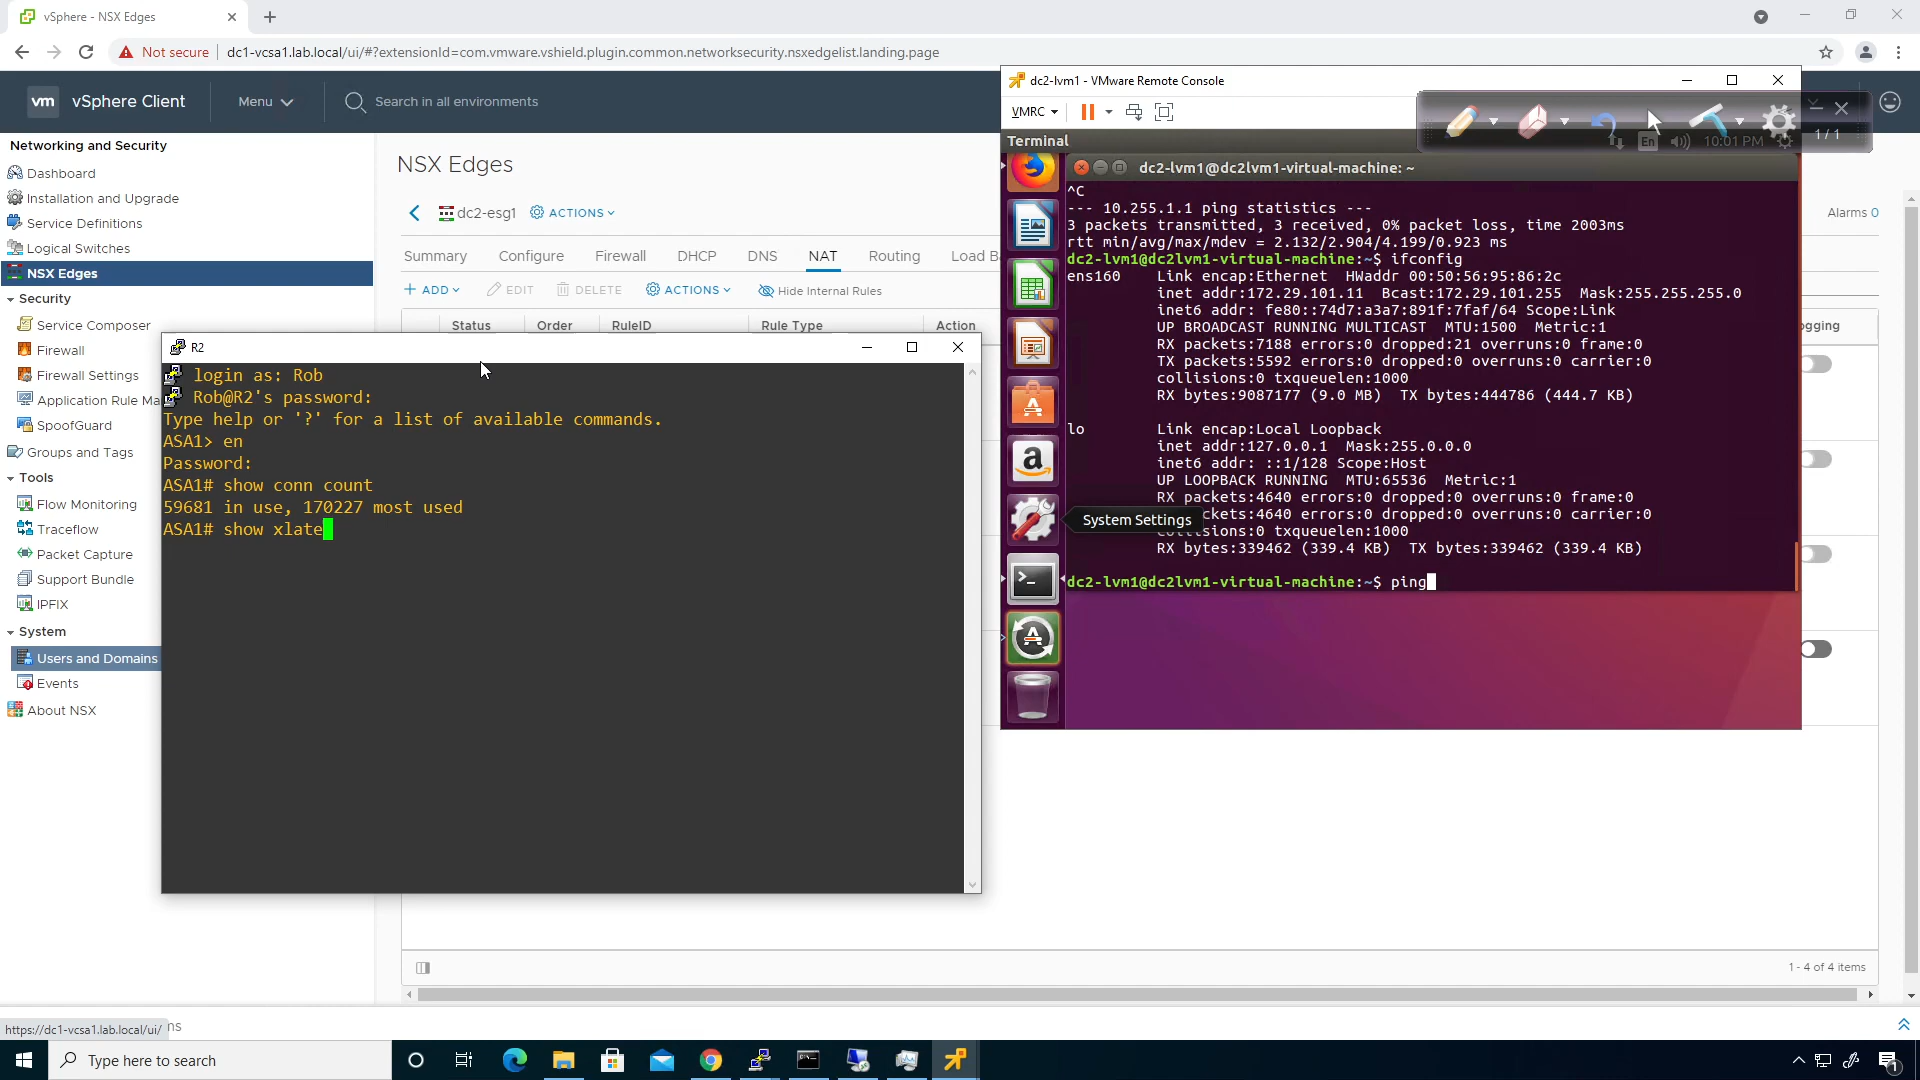 vSphere - NSX Edges
Not secure
dc1-vcsa1.lab.local/ui/#?extensionId=com.vmware.vshield.plugin.common.networksecurity.nsxedgelist.landing.page
vm vSphere Client
Menu
Search in all environments
Networking and Security
Dashboard
Installation and Upgrade
Service Definitions
Logical Switches
NSX Edges
Security
Service Composer
Firewall
Firewall Settings
Application Rule Ma
SpoofGuard
Groups and Tags
Tools
Flow Monitoring
Traceflow
Packet Capture
Support Bundle
IPFIX
System
Users and Domains
Events
About NSX
NSX Edges
dc2-esg1 ACTIONS
Alarms 0
Summary Configure Firewall DHCP DNS NAT Routing Load B
ADD EDIT DELETE ACTIONS Hide Internal Rules
Status Order RuleID Rule Type Action
ogging
1 - 4 of 4 items
R2
login as: Rob
Rob@R2's password:
Type help or '?' for a list of available commands.
ASA1> en
Password:
ASA1# show conn count
59681 in use, 170227 most used
ASA1# show xlate
dc2-lvm1 - VMware Remote Console
VMRC
1 / 1
Terminal
En 10:01 PM
dc2-lvm1@dc2lvm1-virtual-machine: ~
^C
--- 10.255.1.1 ping statistics ---
3 packets transmitted, 3 received, 0% packet loss, time 2003ms
rtt min/avg/max/mdev = 2.132/2.904/4.199/0.923 ms
dc2-lvm1@dc2lvm1-virtual-machine:~$ ifconfig
ens160 Link encap:Ethernet HWaddr 00:50:56:95:86:2c
inet addr:172.29.101.11 Bcast:172.29.101.255 Mask:255.255.255.0
inet6 addr: fe80::74d7:a3a7:891f:7faf/64 Scope:Link
UP BROADCAST RUNNING MULTICAST MTU:1500 Metric:1
RX packets:7188 errors:0 dropped:21 overruns:0 frame:0
TX packets:5592 errors:0 dropped:0 overruns:0 carrier:0
collisions:0 txqueuelen:1000
RX bytes:9087177 (9.0 MB) TX bytes:444786 (444.7 KB)
lo Link encap:Local Loopback
inet addr:127.0.0.1 Mask:255.0.0.0
inet6 addr: ::1/128 Scope:Host
UP LOOPBACK RUNNING MTU:65536 Metric:1
RX packets:4640 errors:0 dropped:0 overruns:0 frame:0
ckets:4640 errors:0 dropped:0 overruns:0 carrier:0
System Settings
sions:0 txqueuelen:1000
RX bytes:339462 (339.4 KB) TX bytes:339462 (339.4 KB)
dc2-lvm1@dc2lvm1-virtual-machine:~$ ping
https://dc1-vcsa1.lab.local/ui/
ns
Type here to search
1